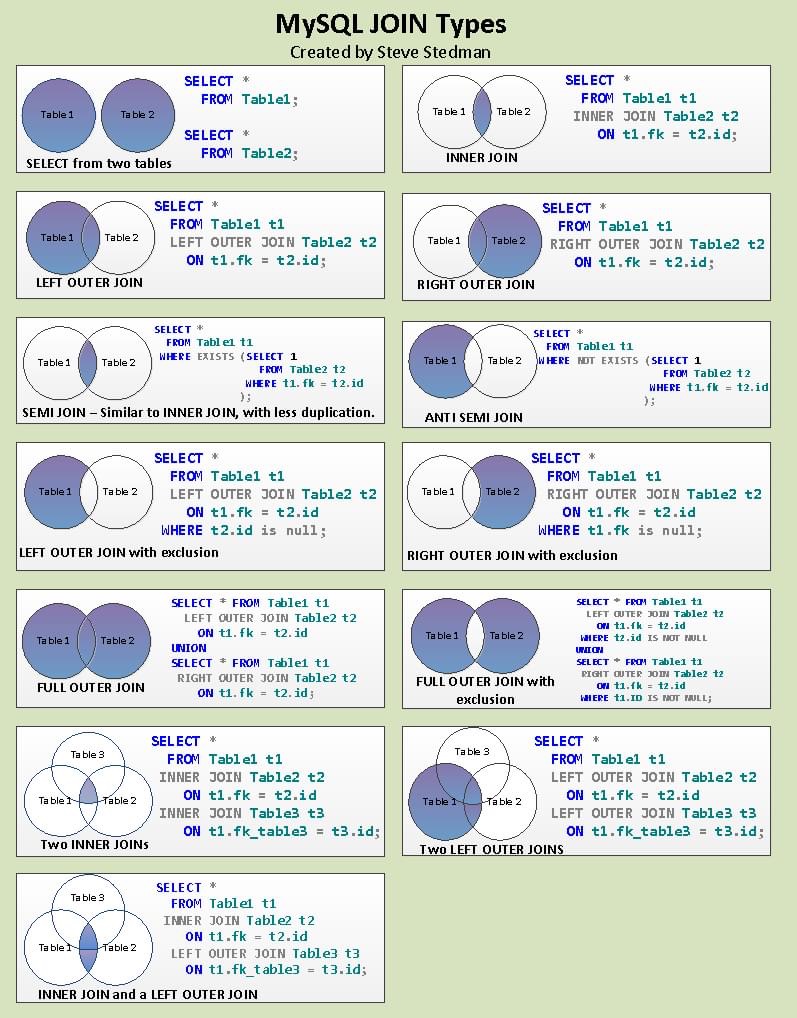 MySQL JOIN Types
Created by Steve Stedman
Table 1
Table 2
SELECT *
FROM Table1;
SELECT *
FROM Table2;
SELECT from two tables
Table 1
Table 2
SELECT *
FROM Table1 t1
INNER JOIN Table2 t2
ON t1.fk = t2.id;
INNER JOIN
Table 1
Table 2
SELECT *
FROM Table1 t1
LEFT OUTER JOIN Table2 t2
ON t1.fk = t2.id;
LEFT OUTER JOIN
Table 1
Table 2
SELECT *
FROM Table1 t1
RIGHT OUTER JOIN Table2 t2
ON t1.fk = t2.id;
RIGHT OUTER JOIN
Table 1
Table 2
SELECT *
FROM Table1 t1
WHERE EXISTS (SELECT 1
FROM Table2 t2
WHERE t1.fk = t2.id
);
SEMI JOIN – Similar to INNER JOIN, with less duplication.
Table 1
Table 2
SELECT *
FROM Table1 t1
WHERE NOT EXISTS (SELECT 1
FROM Table2 t2
WHERE t1.fk = t2.id
);
ANTI SEMI JOIN
Table 1
Table 2
SELECT *
FROM Table1 t1
LEFT OUTER JOIN Table2 t2
ON t1.fk = t2.id
WHERE t2.id is null;
LEFT OUTER JOIN with exclusion
Table 1
Table 2
SELECT *
FROM Table1 t1
RIGHT OUTER JOIN Table2 t2
ON t1.fk = t2.id
WHERE t1.fk is null;
RIGHT OUTER JOIN with exclusion
Table 1
Table 2
SELECT * FROM Table1 t1
LEFT OUTER JOIN Table2 t2
ON t1.fk = t2.id
UNION
SELECT * FROM Table1 t1
RIGHT OUTER JOIN Table2 t2
ON t1.fk = t2.id;
FULL OUTER JOIN
Table 1
Table 2
SELECT * FROM Table1 t1
LEFT OUTER JOIN Table2 t2
ON t1.fk = t2.id
WHERE t2.id IS NOT NULL
UNION
SELECT * FROM Table1 t1
RIGHT OUTER JOIN Table2 t2
ON t1.fk = t2.id
WHERE t1.ID IS NOT NULL;
FULL OUTER JOIN with
exclusion
Table 3
Table 1
Table 2
SELECT *
FROM Table1 t1
INNER JOIN Table2 t2
ON t1.fk = t2.id
INNER JOIN Table3 t3
ON t1.fk_table3 = t3.id;
Two INNER JOINs
Table 3
Table 1
Table 2
SELECT *
FROM Table1 t1
LEFT OUTER JOIN Table2 t2
ON t1.fk = t2.id
LEFT OUTER JOIN Table3 t3
ON t1.fk_table3 = t3.id;
Two LEFT OUTER JOINS
Table 3
Table 1
Table 2
SELECT *
FROM Table1 t1
INNER JOIN Table2 t2
ON t1.fk = t2.id
LEFT OUTER JOIN Table3 t3
ON t1.fk_table3 = t3.id;
INNER JOIN and a LEFT OUTER JOIN